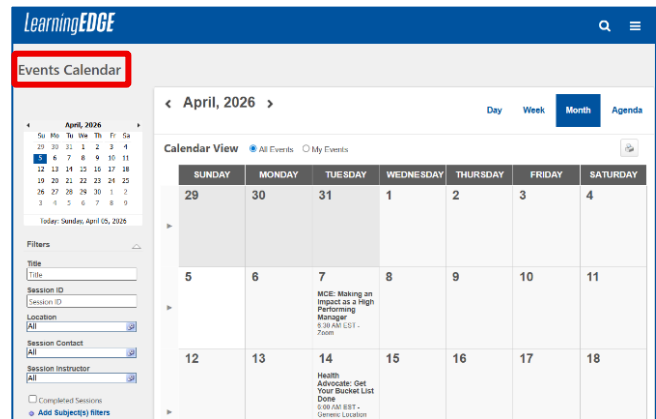 LearningEDGE
Events Calendar
April, 2026
Su Mo Tu We Th Fr Sa
29 30 31 1 2 3 4
5 6 7 8 9 10 11
12 13 14 15 16 17 18
19 20 21 22 23 24 25
26 27 28 29 30 1 2
3 4 5 6 7 8 9
Today: Sunday, April 05, 2026
Filters
Title
Title
Session ID
Session ID
Location
All
Session Contact
All
Session Instructor
All
Completed Sessions
Add Subject(s) filters
April, 2026
Day Week Month Agenda
Calendar View All Events My Events
SUNDAY MONDAY TUESDAY WEDNESDAY THURSDAY FRIDAY SATURDAY
29 30 31 1 2 3 4
5 6 7 8 9 10 11
MCE: Making an
Impact as a High
Performing
Manager
8:30 AM EST -
Zoom
12 13 14 15 16 17 18
Health
Advocate: Get
Your Bucket List
Done
6:00 AM EST -
Generic Location